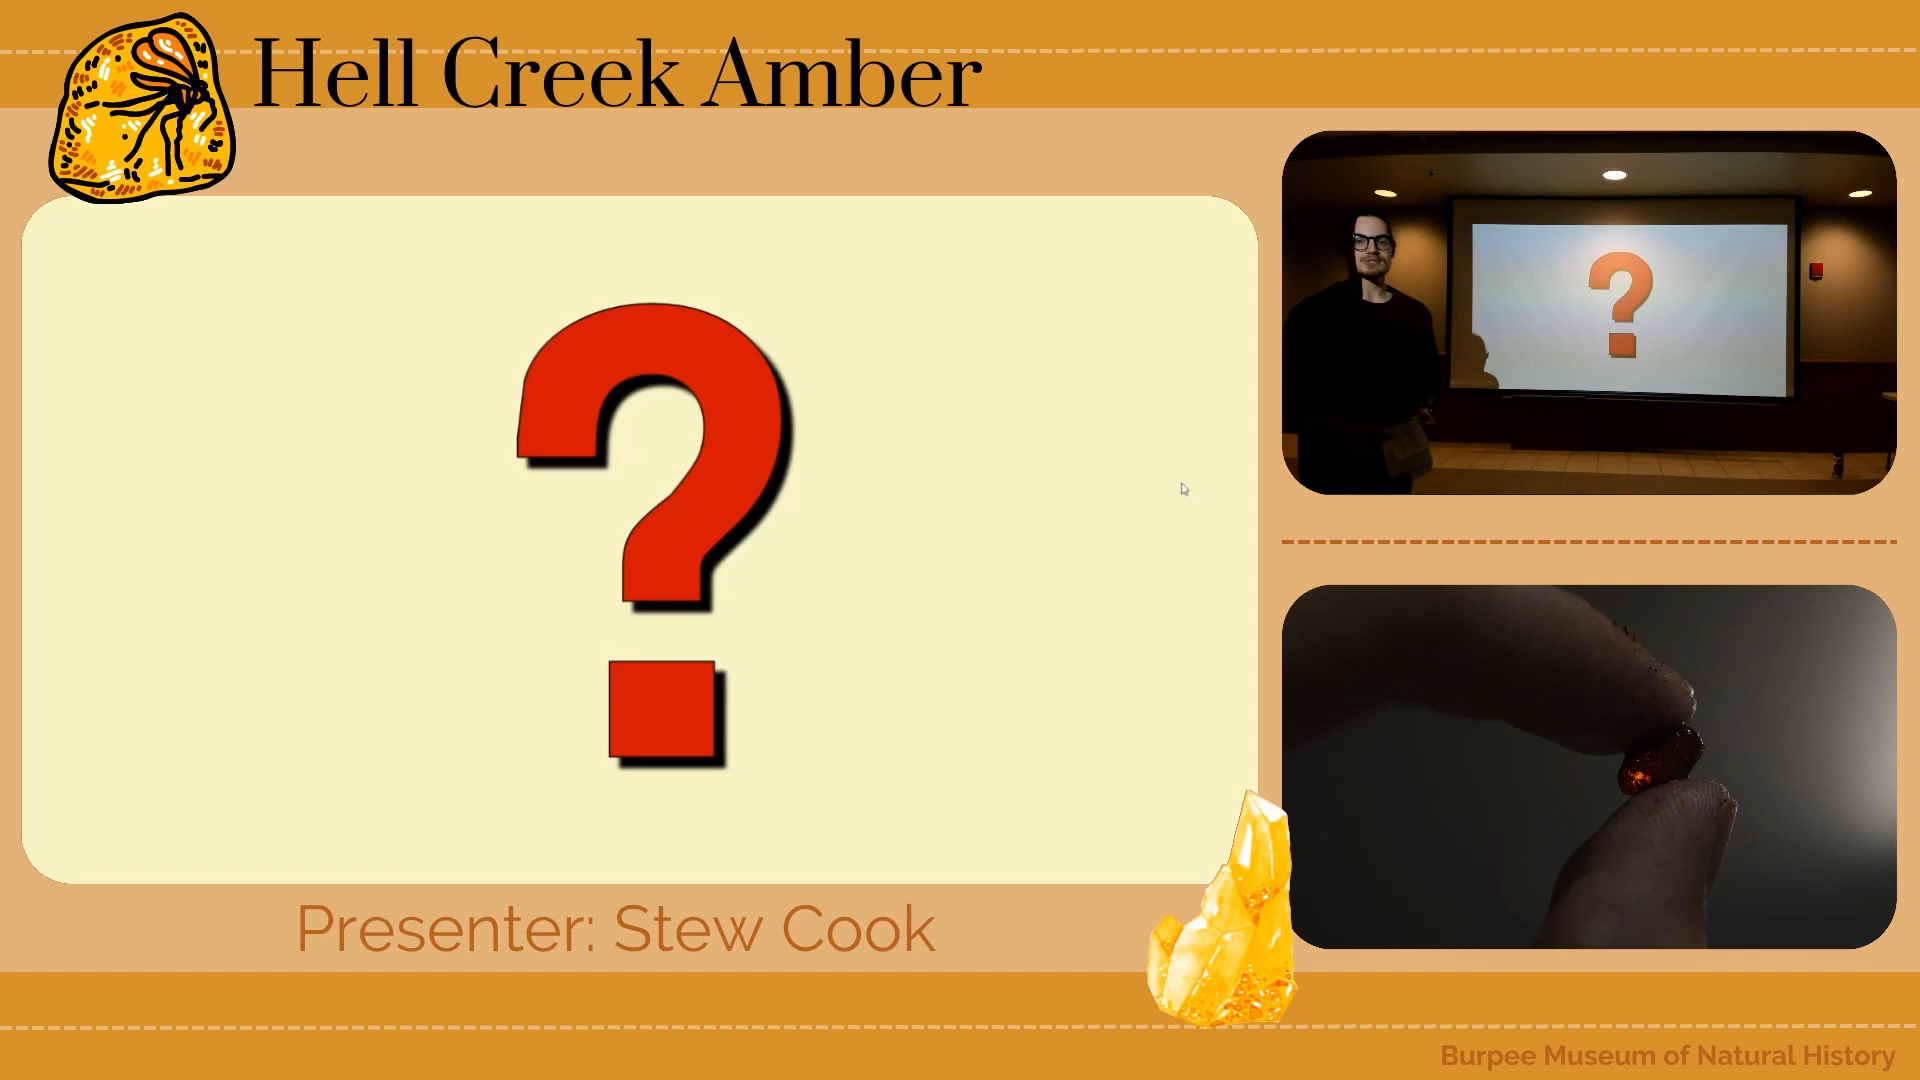 Hell Creek Amber
?
?
Presenter: Stew Cook
Burpee Museum of Natural History